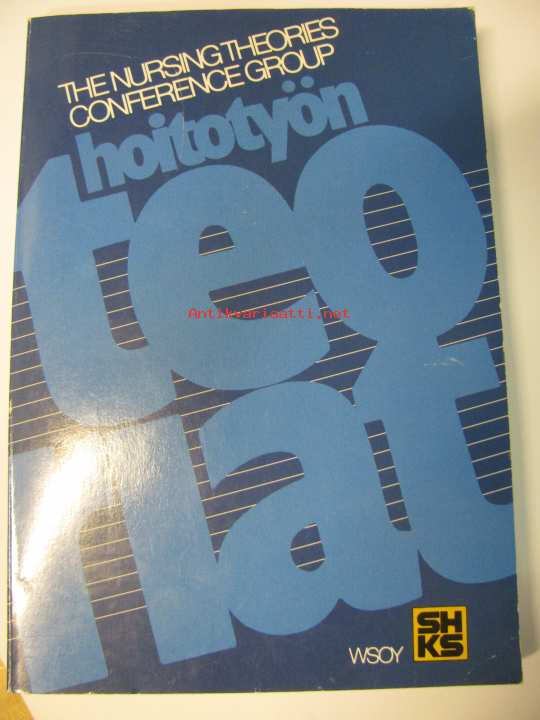 THE NURSING THEORIES
CONFERENCE GROUP
hoitotyön
teo
riat
Antikvariaatti.net
WSOY
SH
KS